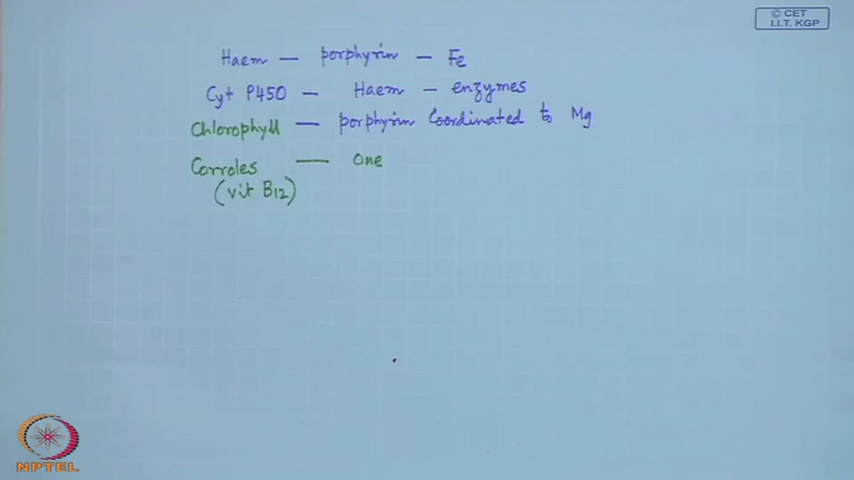 © CET
I.I.T. KGP
Haem — porphyrin — Fe
Cyt P450 — Haem — enzymes
Chlorophyll — porphyrin Coordinated to Mg
Corroles — One
(vit B12)
NPTEL